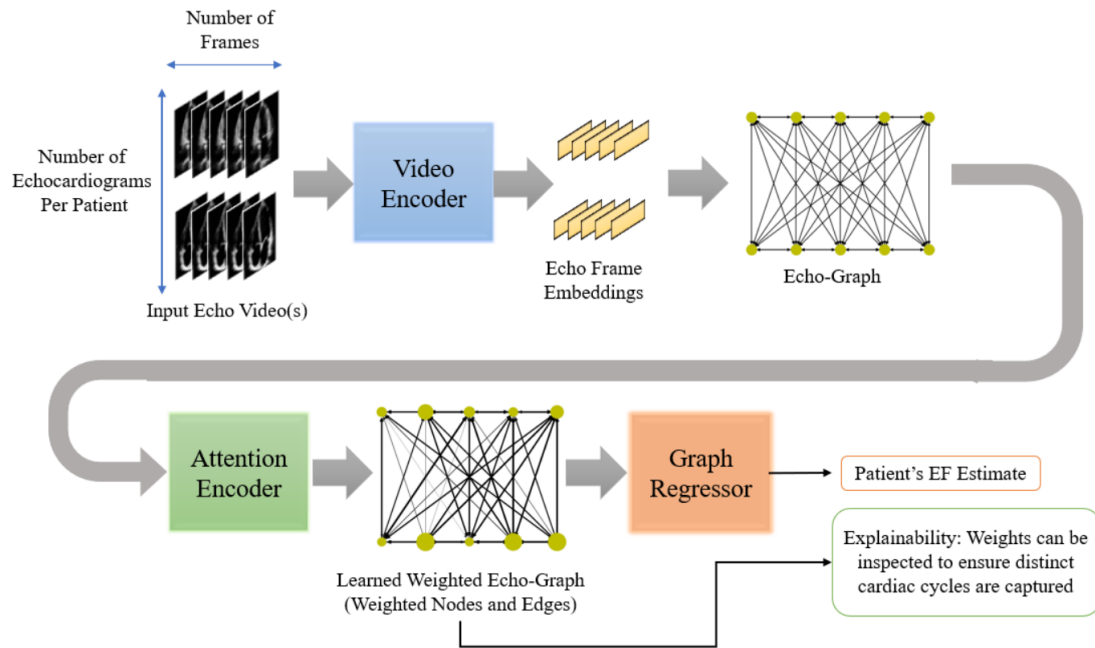 Number of
Frames
Number of
Echocardiograms
Per Patient
Input Echo Video(s)
Video
Encoder
Echo Frame
Embeddings
Echo-Graph
Attention
Encoder
Learned Weighted Echo-Graph
(Weighted Nodes and Edges)
Graph
Regressor
Patient's EF Estimate
Explainability: Weights can be
inspected to ensure distinct
cardiac cycles are captured